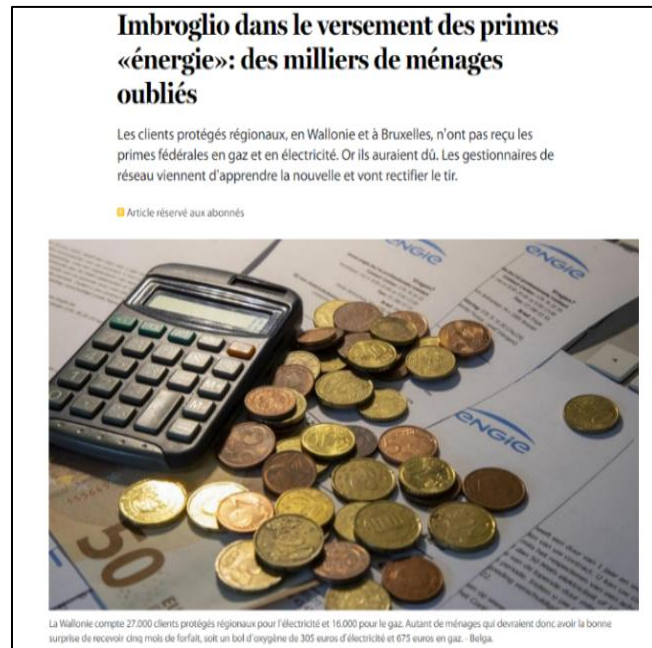 Imbroglio dans le versement des primes
«énergie»: des milliers de ménages
oubliés
Les clients protégés régionaux, en Wallonie et à Bruxelles, n'ont pas reçu les
primes fédérales en gaz et en électricité. Or ils auraient dû. Les gestionnaires de
réseau viennent d'apprendre la nouvelle et vont rectifier le tir.
Article réservé aux abonnés
ENGIE
ENGIE
ENGIE
50
La Wallonie compte 27.000 clients protégés régionaux pour l'électricité et 16.000 pour le gaz. Autant de ménages qui devraient donc avoir la bonne
surprise de recevoir cinq mois de forfait, soit un bol d'oxygène de 305 euros d'électricité et 675 euros en gaz. - Belga.